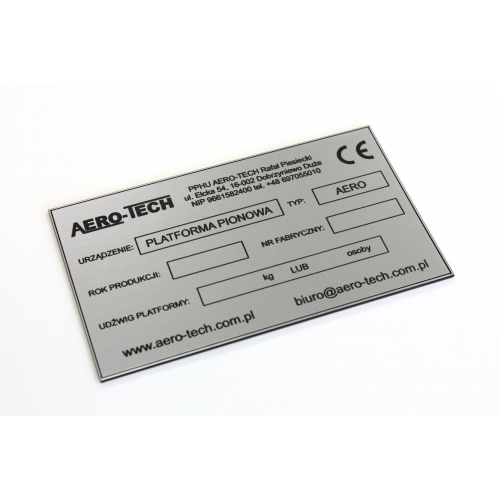 AERO-TECH
PPHU AERO-TECH Rafał Piesiecki
ul. Ełcka 54, 16-002 Dobrzyniewo Duże
NIP 9661582400 tel. +48 697055010
CE
URZĄDZENIE: PLATFORMA PIONOWA TYP: AERO
ROK PRODUKCJI: NR FABRYCZNY:
UDŹWIG PLATFORMY: kg LUB osoby
www.aero-tech.com.pl biuro@aero-tech.com.pl